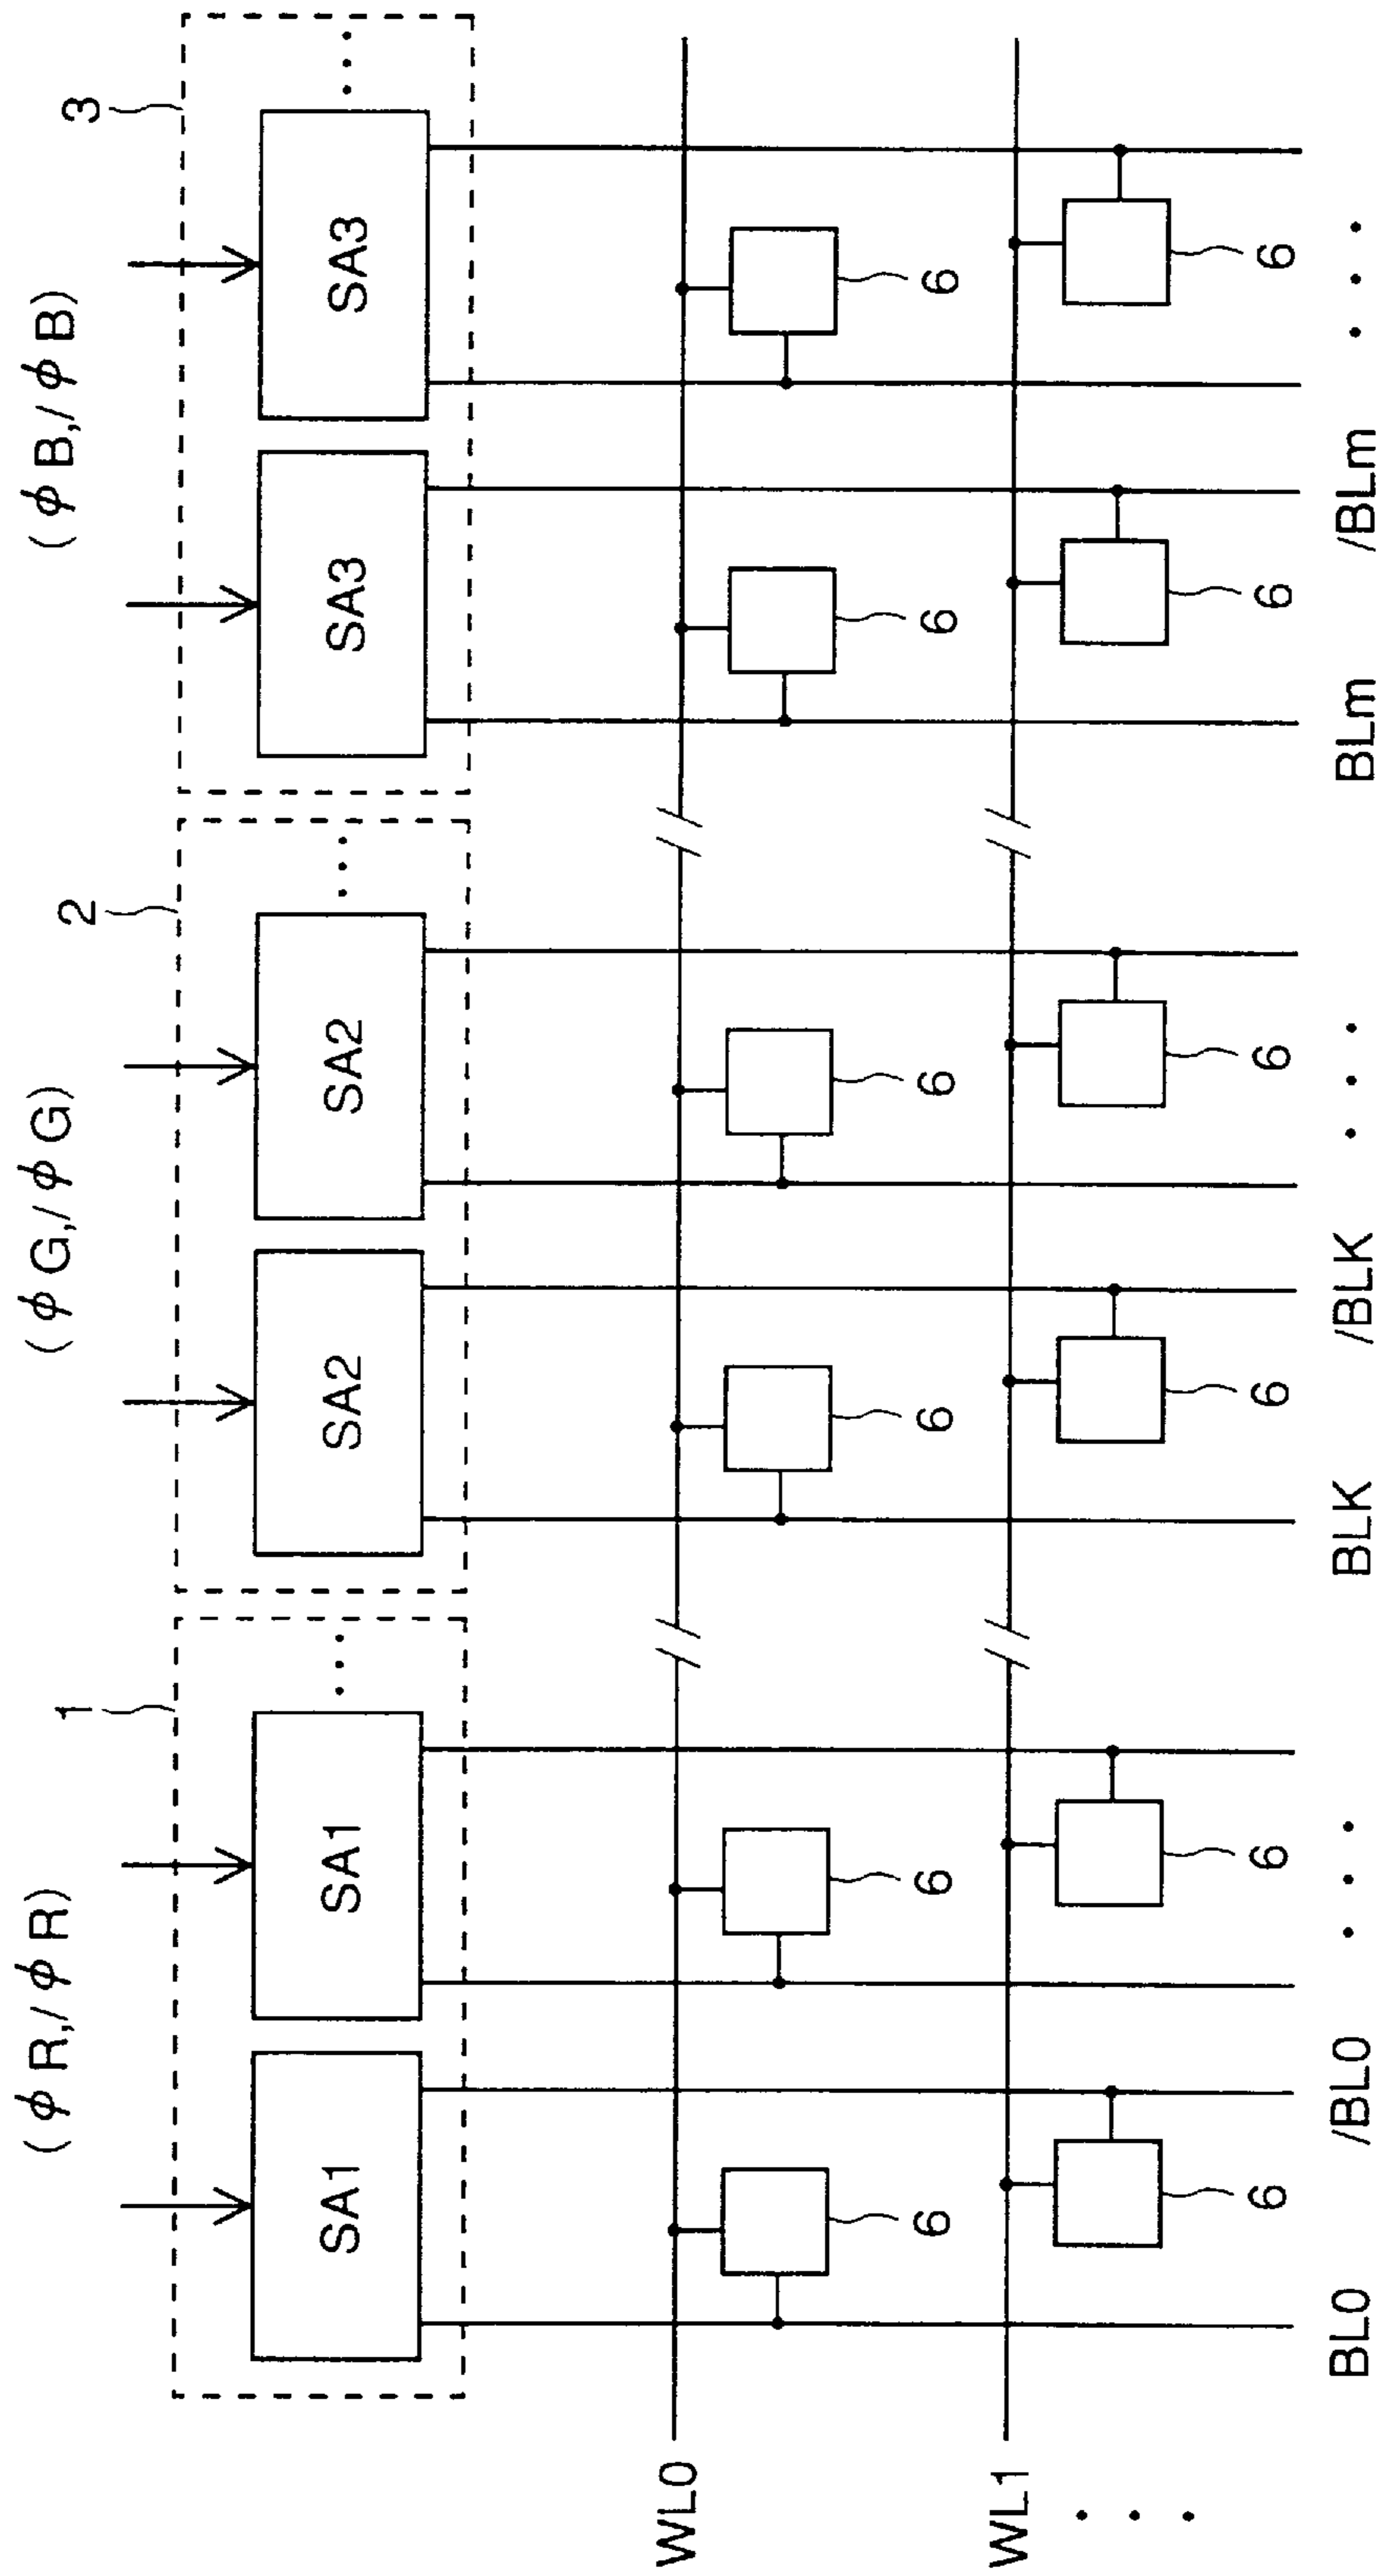 (φR,/φR) (φG,/φG) (φB,/φB)
1 2 3
SA1 SA1 ... SA2 SA2 ... SA3 SA3 ...
WL0
6 6 6 6 6 6
WL1
6 6 6 6 6 6
BL0 /BL0 ... BLK /BLK ... BLm /BLm ...